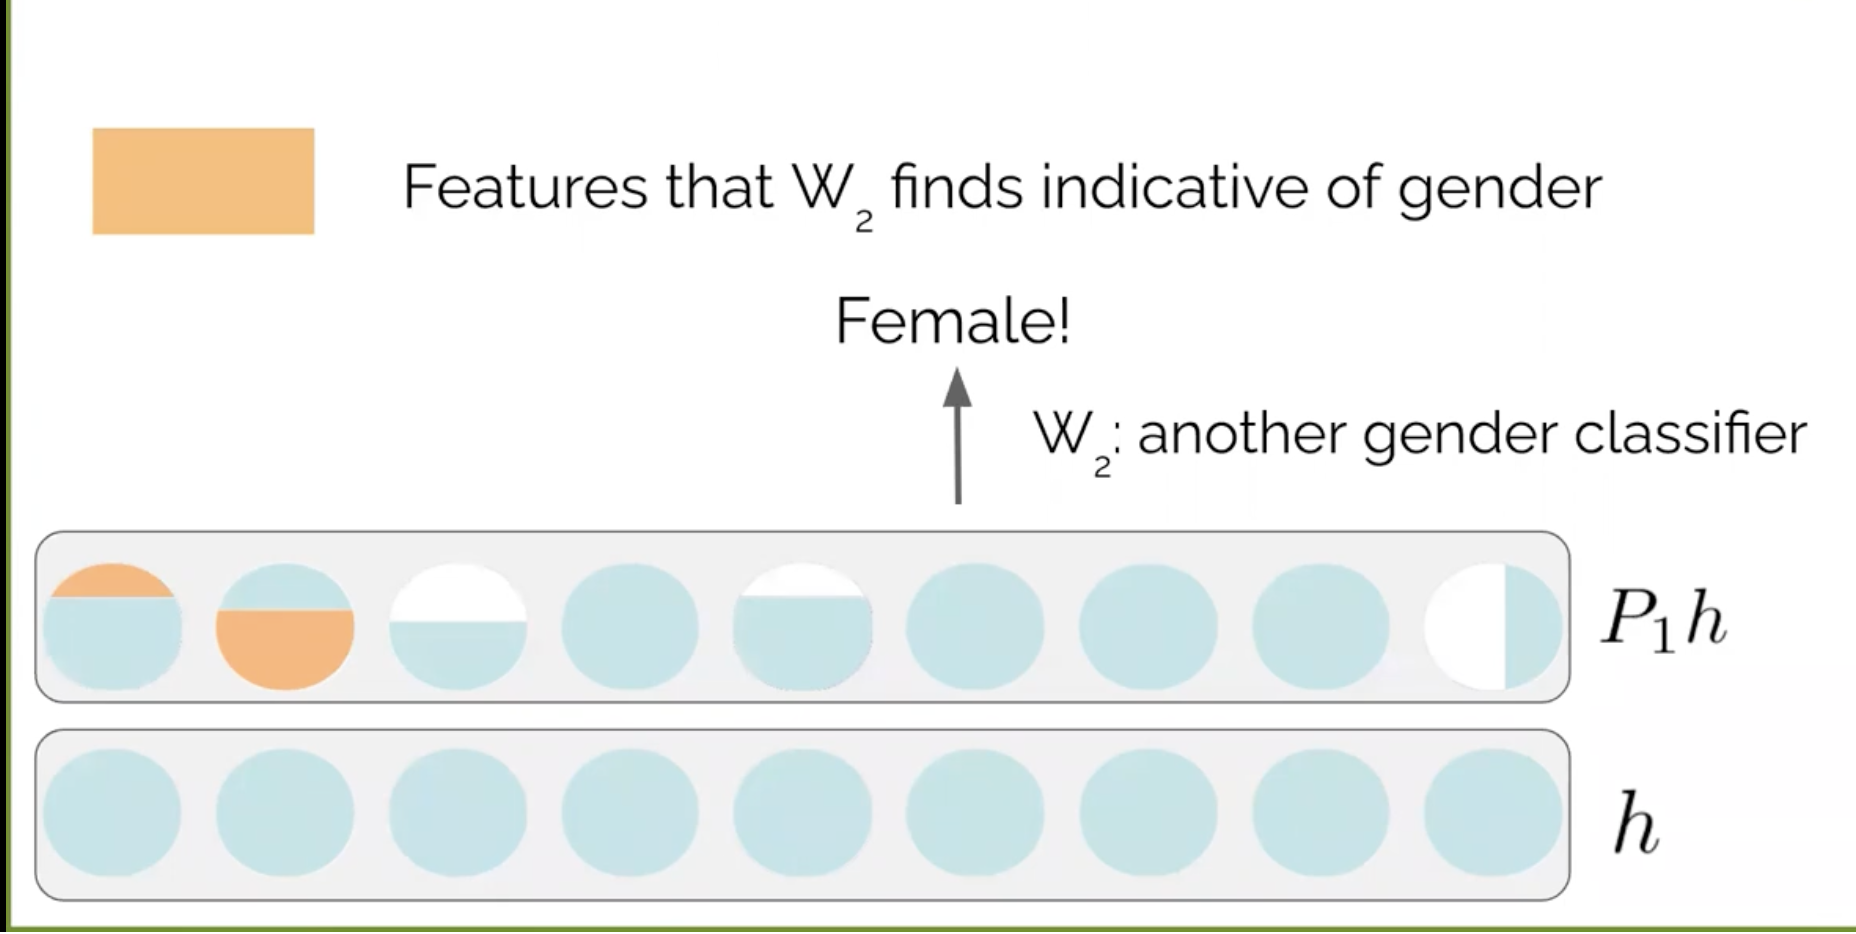 Features that W₂ finds indicative of gender
Female!
W₂: another gender classifier
P₁h
h